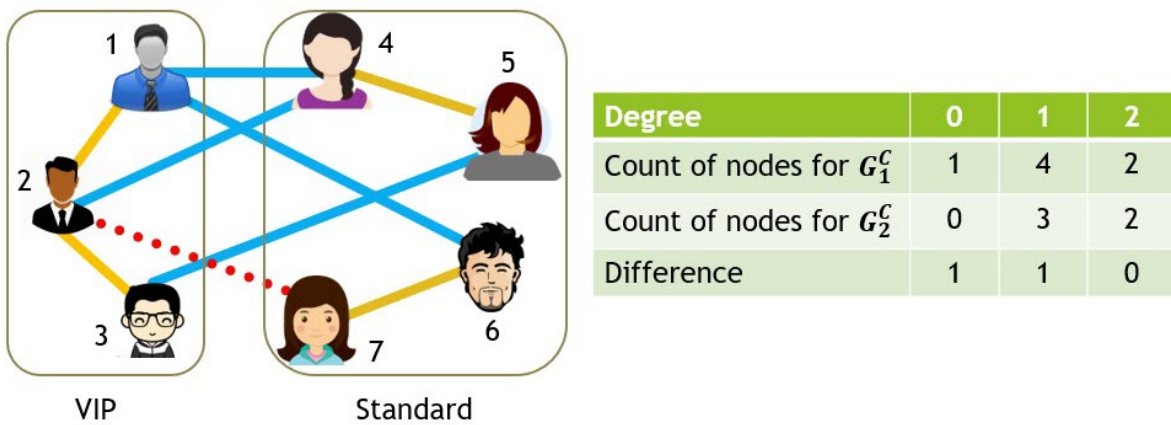 1
4
5
2
3
7
6
VIP
Standard
Degree 0 1 2
Count of nodes for G₁ᶜ 1 4 2
Count of nodes for G₂ᶜ 0 3 2
Difference 1 1 0